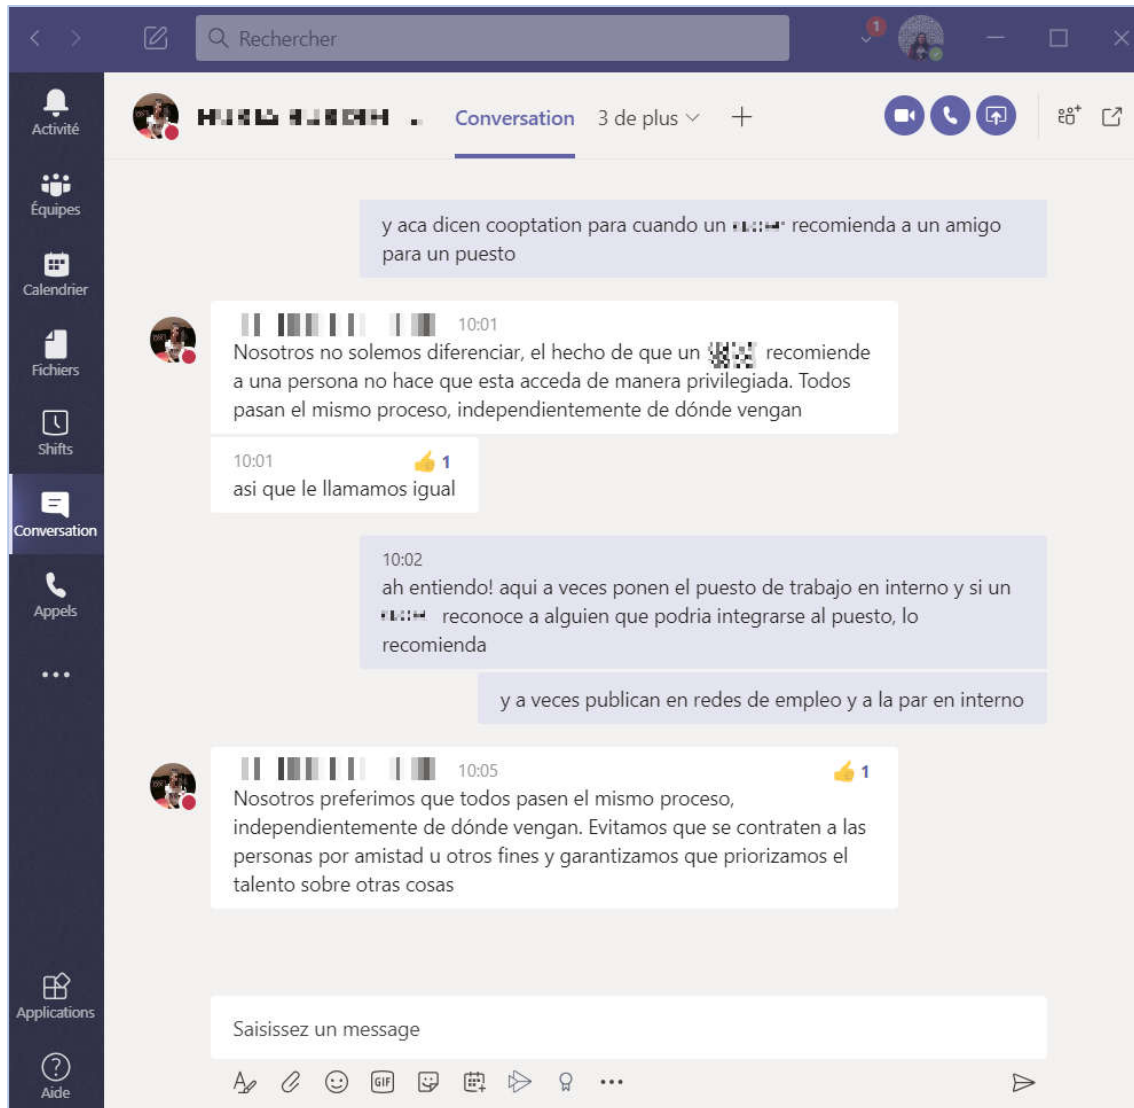 Rechercher
1
Activité
Équipes
Calendrier
Fichiers
Shifts
Conversation
Appels
Applications
Aide
Conversation 3 de plus
y aca dicen cooptation para cuando un recomienda a un amigo
para un puesto
10:01
Nosotros no solemos diferenciar, el hecho de que un recomiende
a una persona no hace que esta acceda de manera privilegiada. Todos
pasan el mismo proceso, independientemente de dónde vengan
10:01 1
asi que le llamamos igual
10:02
ah entiendo! aqui a veces ponen el puesto de trabajo en interno y si un
reconoce a alguien que podria integrarse al puesto, lo
recomienda
y a veces publican en redes de empleo y a la par en interno
10:05 1
Nosotros preferimos que todos pasen el mismo proceso,
independientemente de dónde vengan. Evitamos que se contraten a las
personas por amistad u otros fines y garantizamos que priorizamos el
talento sobre otras cosas
Saisissez un message
GIF